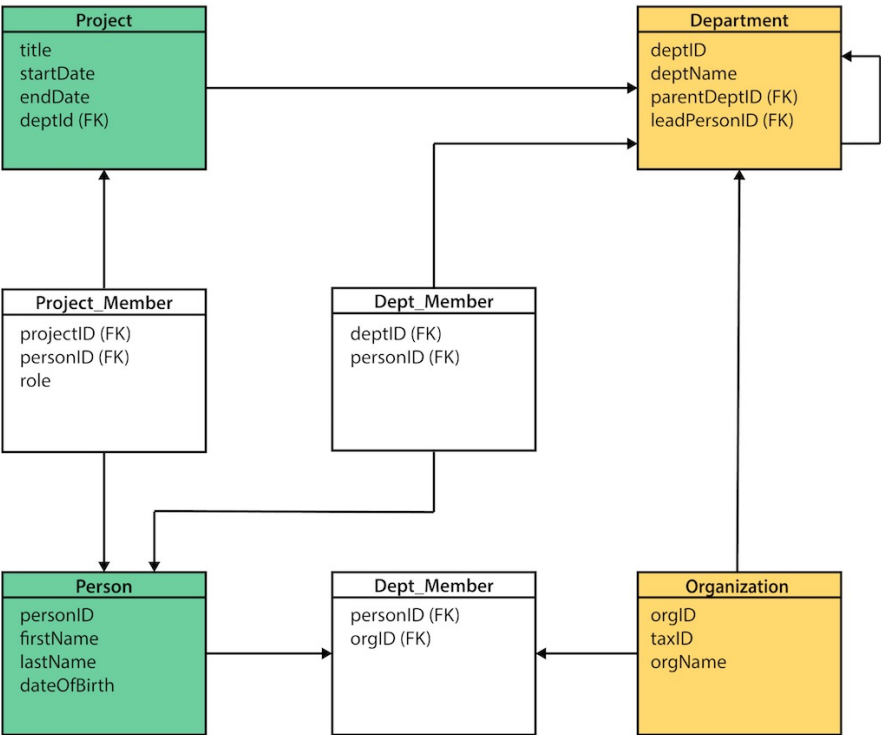 Project
title
startDate
endDate
deptId (FK)
Department
deptID
deptName
parentDeptID (FK)
leadPersonID (FK)
Project_Member
projectID (FK)
personID (FK)
role
Dept_Member
deptID (FK)
personID (FK)
Person
personID
firstName
lastName
dateOfBirth
Dept_Member
personID (FK)
orgID (FK)
Organization
orgID
taxID
orgName